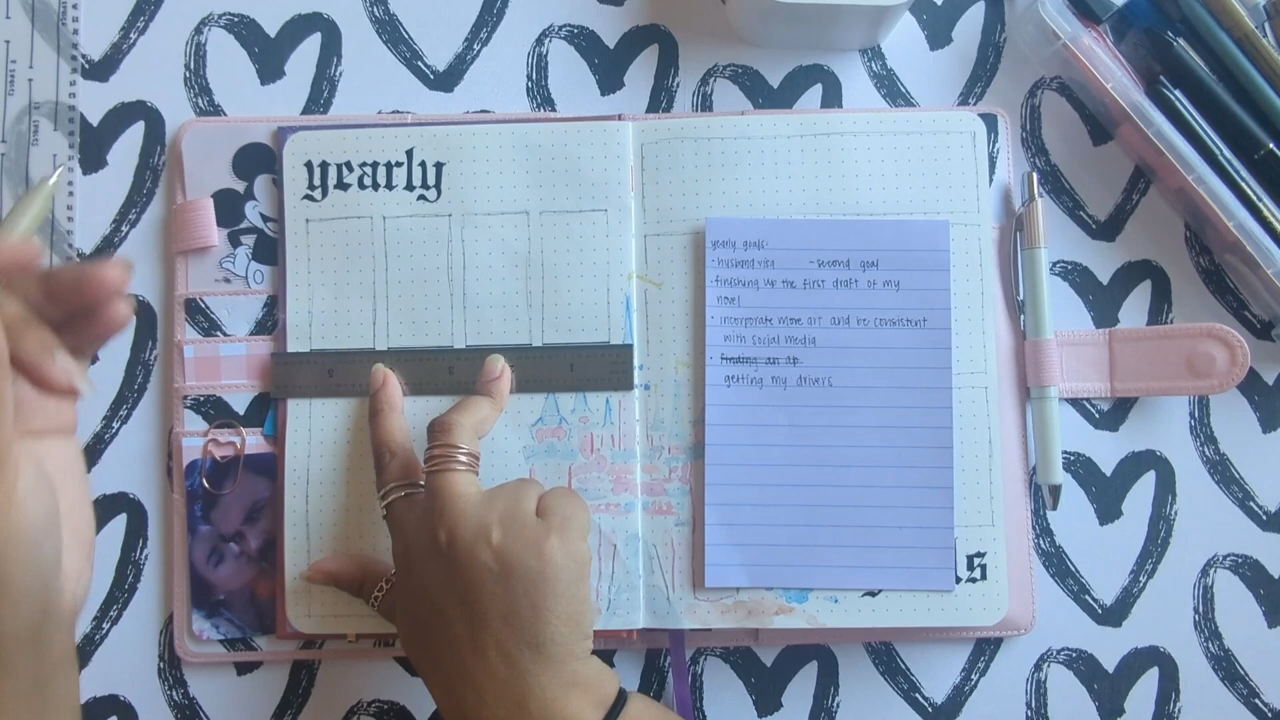 yearly
yearly goals:
• husband visa ~second goal
• finishing up the first draft of my
novel
• incorporate more art and be consistent
with social media
• finding an ap
getting my drivers